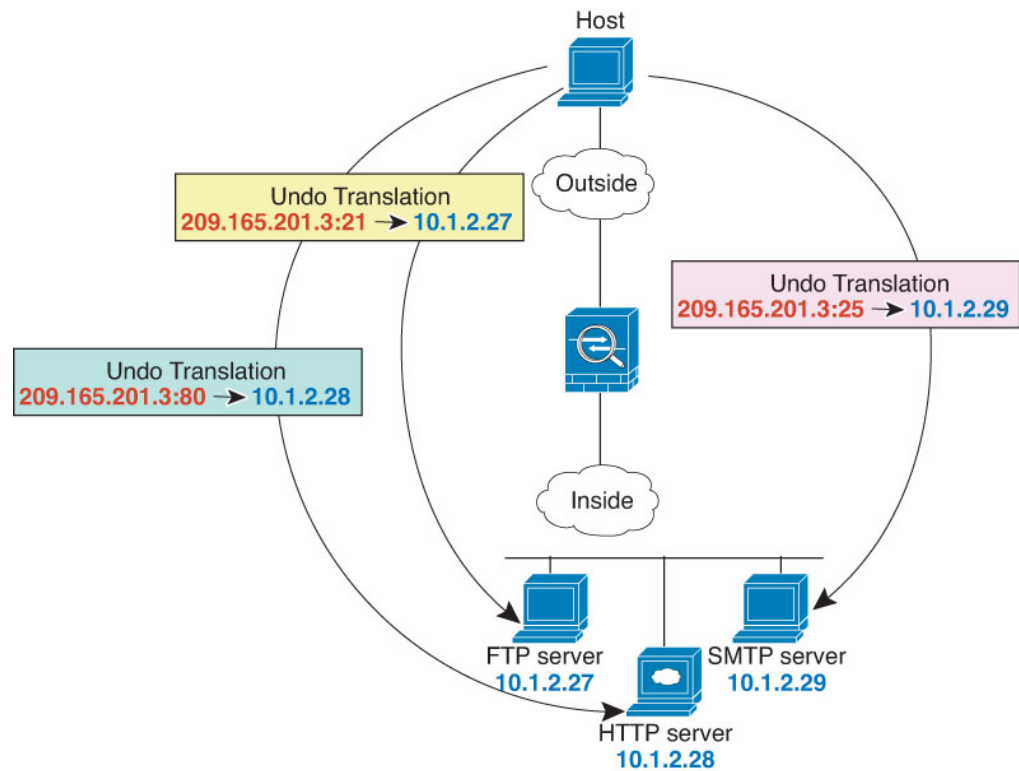 Host
Outside
Undo Translation
209.165.201.3:21 → 10.1.2.27
Undo Translation
209.165.201.3:25 → 10.1.2.29
Undo Translation
209.165.201.3:80 → 10.1.2.28
Inside
FTP server
10.1.2.27
SMTP server
10.1.2.29
HTTP server
10.1.2.28